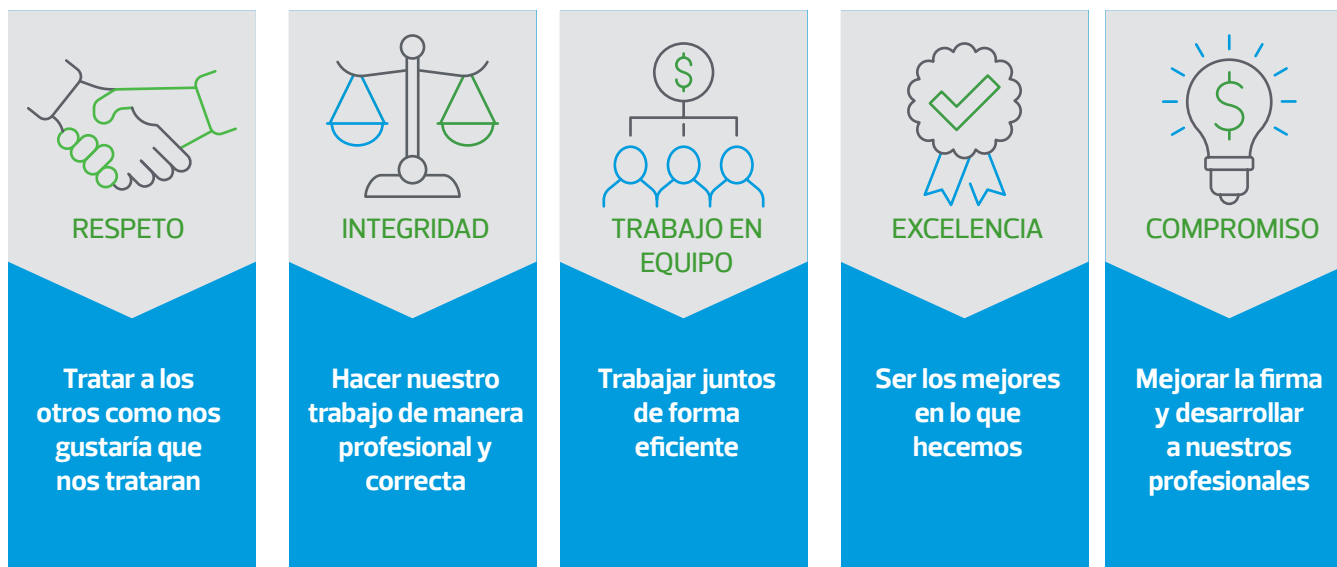 RESPETO
Tratar a los
otros como nos
gustaría que
nos trataran
INTEGRIDAD
Hacer nuestro
trabajo de manera
profesional y
correcta
$
TRABAJO EN
EQUIPO
Trabajar juntos
de forma
eficiente
EXCELENCIA
Ser los mejores
en lo que
hacemos
$
COMPROMISO
Mejorar la firma
y desarrollar
a nuestros
profesionales